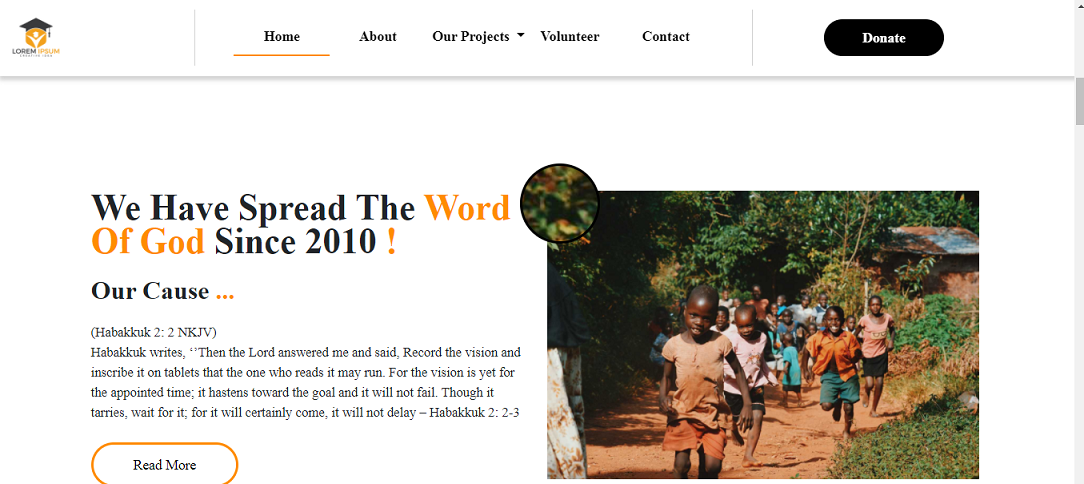 LOREM IPSUM
Home
About
Our Projects
Volunteer
Contact
Donate
We Have Spread The Word
Of God Since 2010 !
Our Cause ...
(Habakkuk 2: 2 NKJV)
Habakkuk writes, ‘’Then the Lord answered me and said, Record the vision and
inscribe it on tablets that the one who reads it may run. For the vision is yet for
the appointed time; it hastens toward the goal and it will not fail. Though it
tarries, wait for it; for it will certainly come, it will not delay – Habakkuk 2: 2-3
Read More